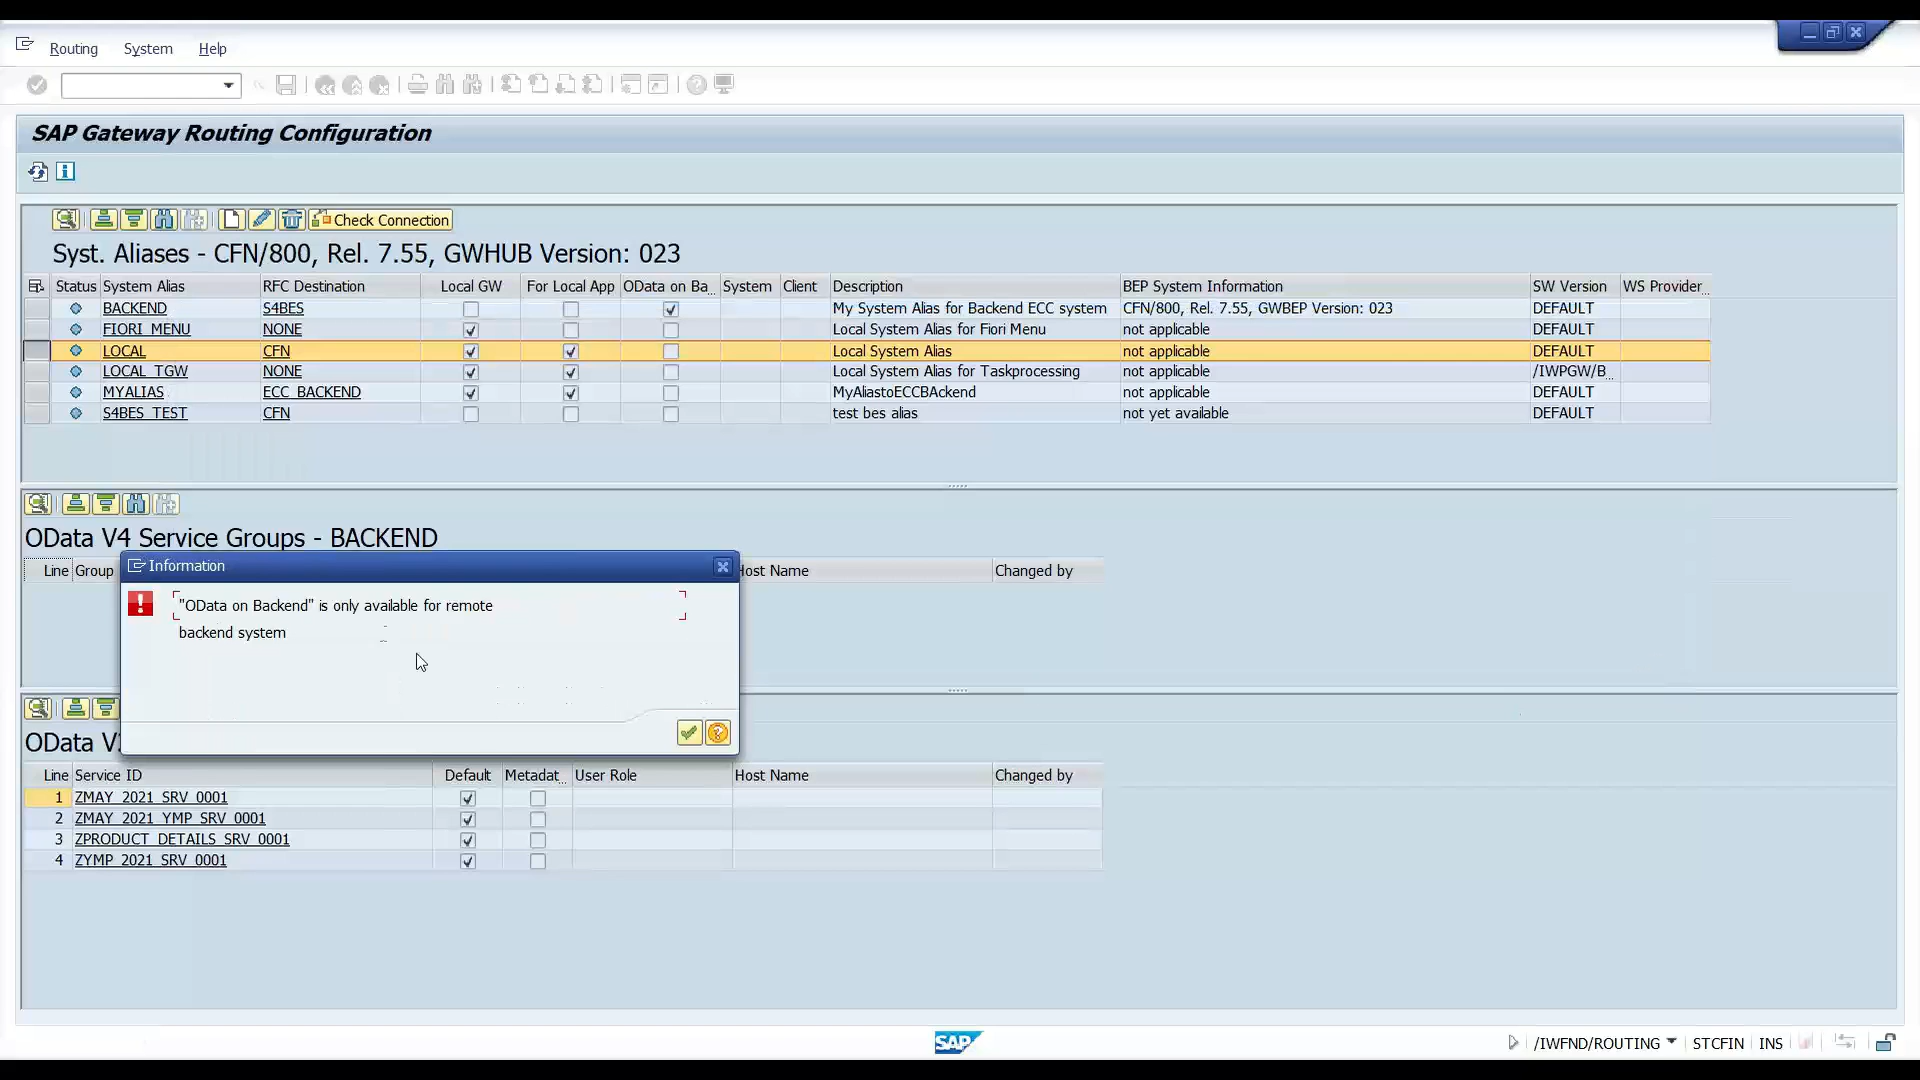 Routing System Help
SAP Gateway Routing Configuration
Check Connection
Syst. Aliases - CFN/800, Rel. 7.55, GWHUB Version: 023
Status System Alias RFC Destination Local GW For Local App OData on Ba... System Client Description BEP System Information SW Version WS Provider...
BACKEND S4BES My System Alias for Backend ECC system CFN/800, Rel. 7.55, GWBEP Version: 023 DEFAULT
FIORI_MENU NONE Local System Alias for Fiori Menu not applicable DEFAULT
LOCAL CFN Local System Alias not applicable DEFAULT
LOCAL_TGW NONE Local System Alias for Taskprocessing not applicable /IWPGW/B...
MYALIAS ECC_BACKEND MyAliastoECCBAckend not applicable DEFAULT
S4BES_TEST CFN test bes alias not yet available DEFAULT
OData V4 Service Groups - BACKEND
Line Group Host Name Changed by
Information
"OData on Backend" is only available for remote
backend system
OData V
Line Service ID Default Metadat... User Role Host Name Changed by
1 ZMAY_2021_SRV_0001
2 ZMAY_2021_YMP_SRV_0001
3 ZPRODUCT_DETAILS_SRV_0001
4 ZYMP_2021_SRV_0001
SAP /IWFND/ROUTING STCFIN INS